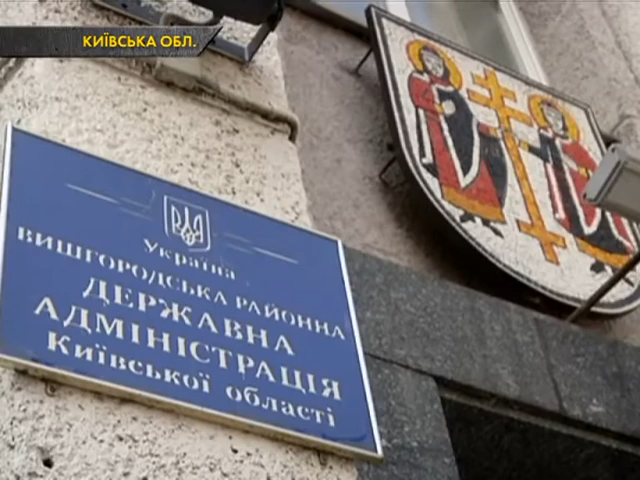 КИЇВСЬКА ОБЛ.
Україна
ВИШГОРОДСЬКА РАЙОННА
ДЕРЖАВНА
АДМІНІСТРАЦІЯ
Київської області